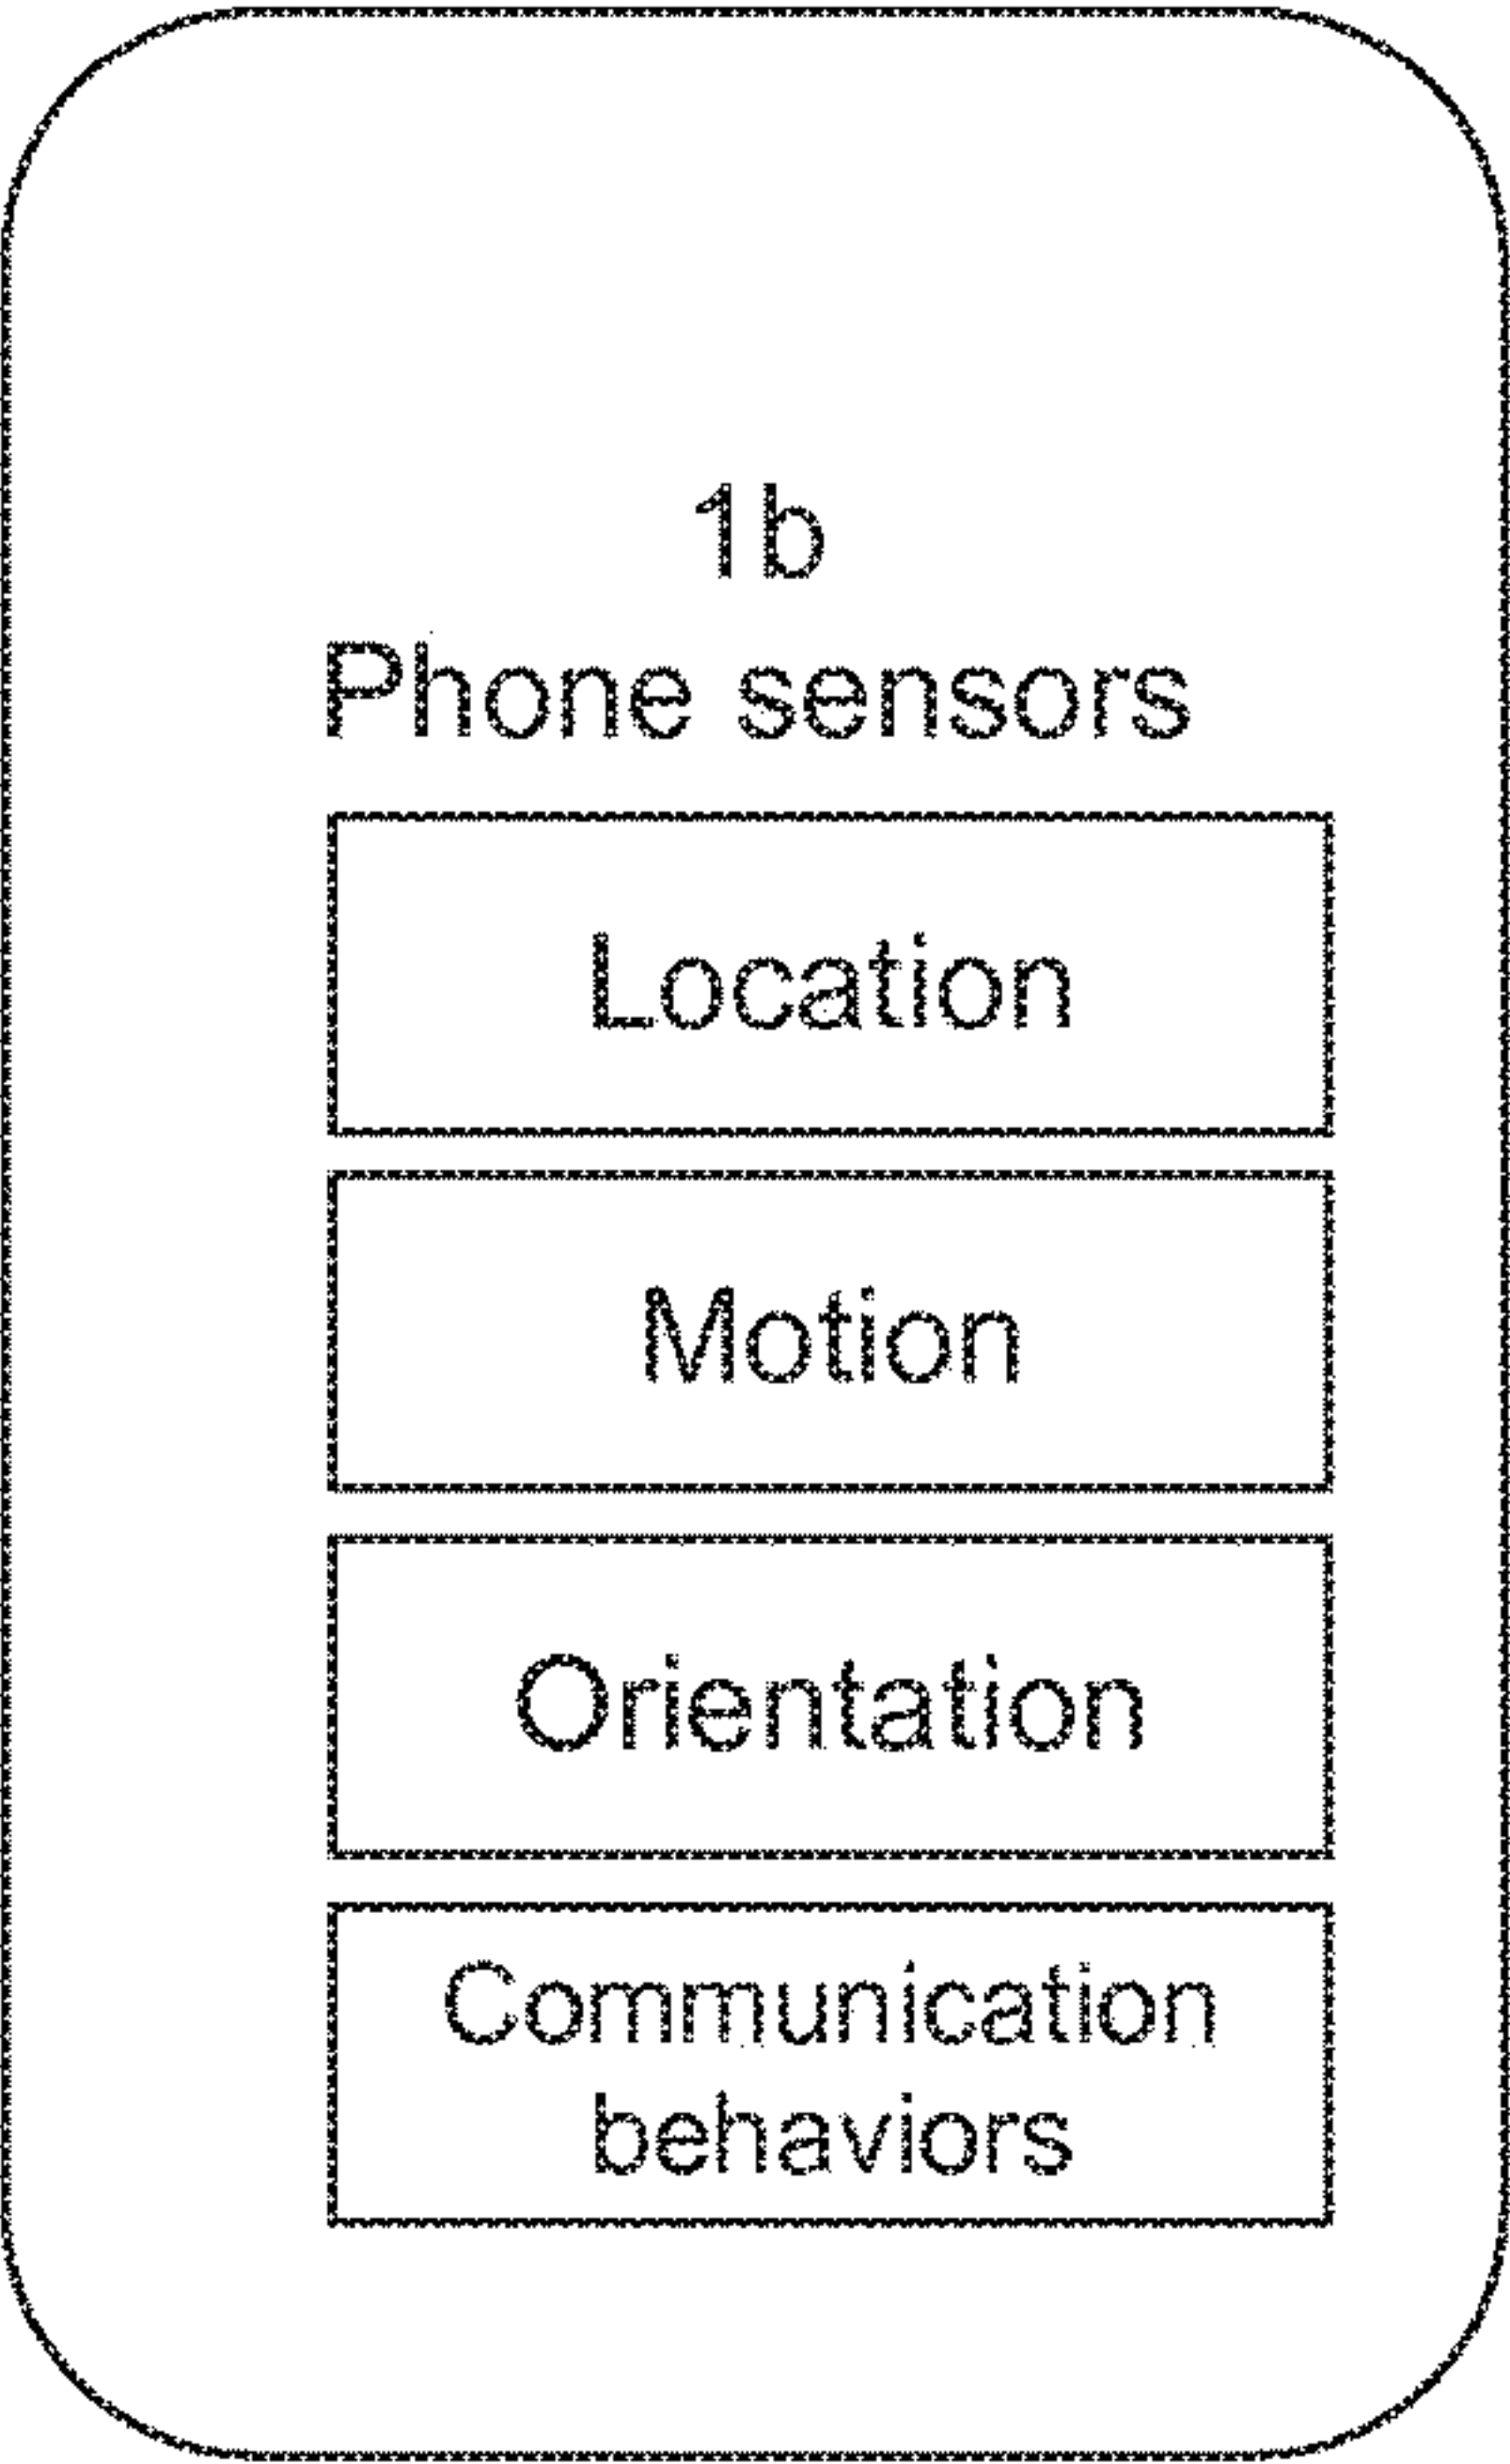 1b
Phone sensors
Location
Motion
Orientation
Communication
behaviors